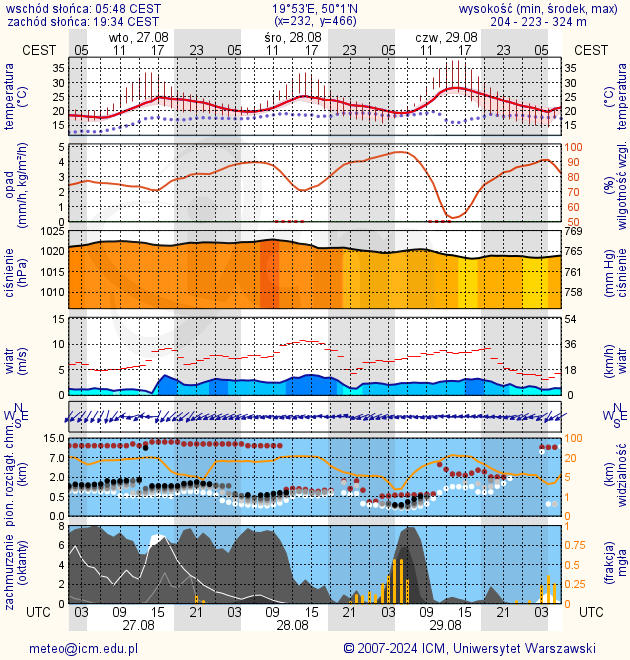 wschód słońca: 05:48 CEST 19°53'E, 50°1'N wysokość (min, środek, max)
zachód słońca: 19:34 CEST (x=232, y=466) 204 - 223 - 324 m
wto, 27.08 śro, 28.08 czw, 29.08
CEST 05 11 17 23 05 11 17 23 05 11 17 23 05 CEST
temperatura (°C) 35 30 25 20 15 35 30 25 20 15 (°C) temperatura
opad (mm/h, kg/m²/h) 5 4 3 2 1 0 100 90 80 70 60 50 (%) wilgotność wzgl.
ciśnienie (hPa) 1025 1020 1015 1010 769 765 761 758 (mm Hg) ciśnienie
wiatr (m/s) 15 10 5 0 54 36 18 0 (km/h) wiatr
N W E S N W E S
pion. rozciągł. chm. (km) 15.0 7.0 2.0 0.5 0.0 100 20 5 1 0 (km) widzialność
zachmurzenie (oktanty) 8 6 4 2 0 1 0.75 0.5 0.25 0 (frakcja) mgła
UTC 03 09 15 21 03 09 15 21 03 09 15 21 03 UTC
27.08 28.08 29.08
meteo@icm.edu.pl © 2007-2024 ICM, Uniwersytet Warszawski